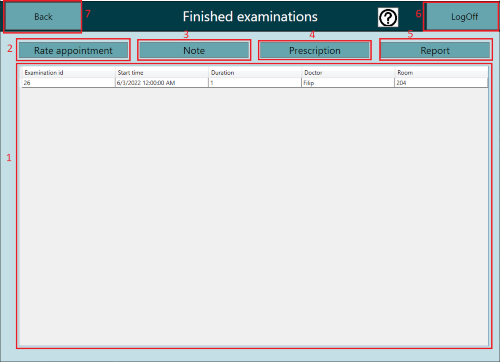 Back 7 Finished examinations ? 6 LogOff
3 4 5
2 Rate appointment Note Prescription Report
Examination id Start time Duration Doctor Room
26 6/3/2022 12:00:00 AM 1 Filip 204
1